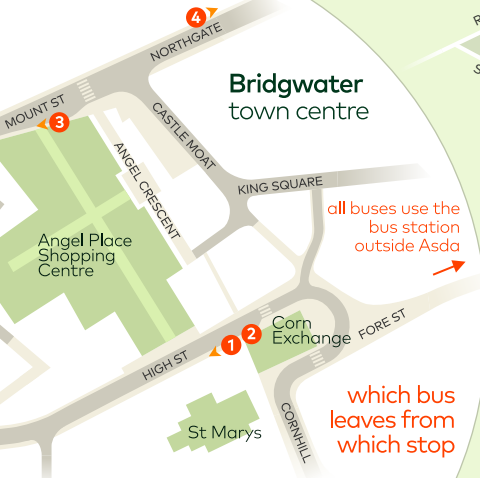 4
NORTHGATE
Bridgwater
town centre
MOUNT ST
3
CASTLE MOAT
ANGEL CRESCENT
KING SQUARE
all buses use the
bus station
outside Asda
Angel Place
Shopping
Centre
1
2
Corn
Exchange
FORE ST
HIGH ST
which bus
leaves from
which stop
St Marys
CORNHILL